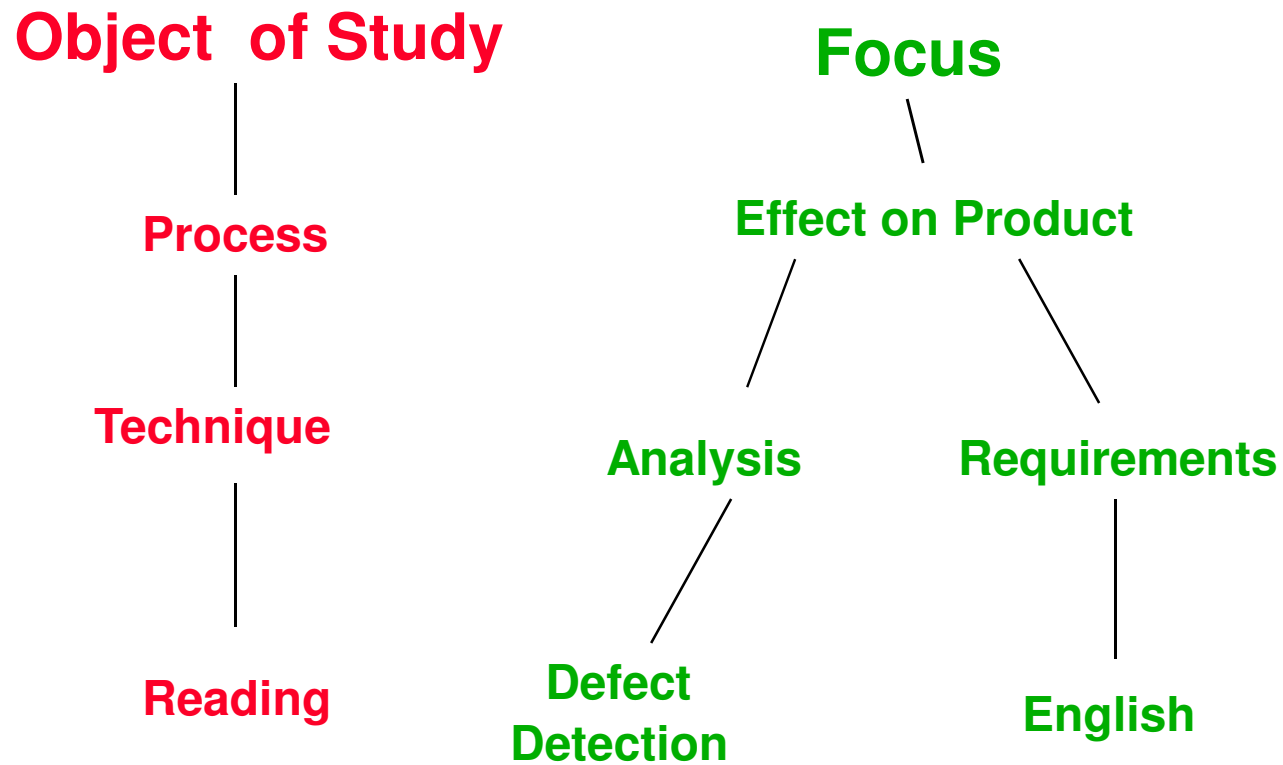 Object of Study
Focus
Process
Effect on Product
Technique
Analysis
Requirements
Reading
Defect
Detection
English